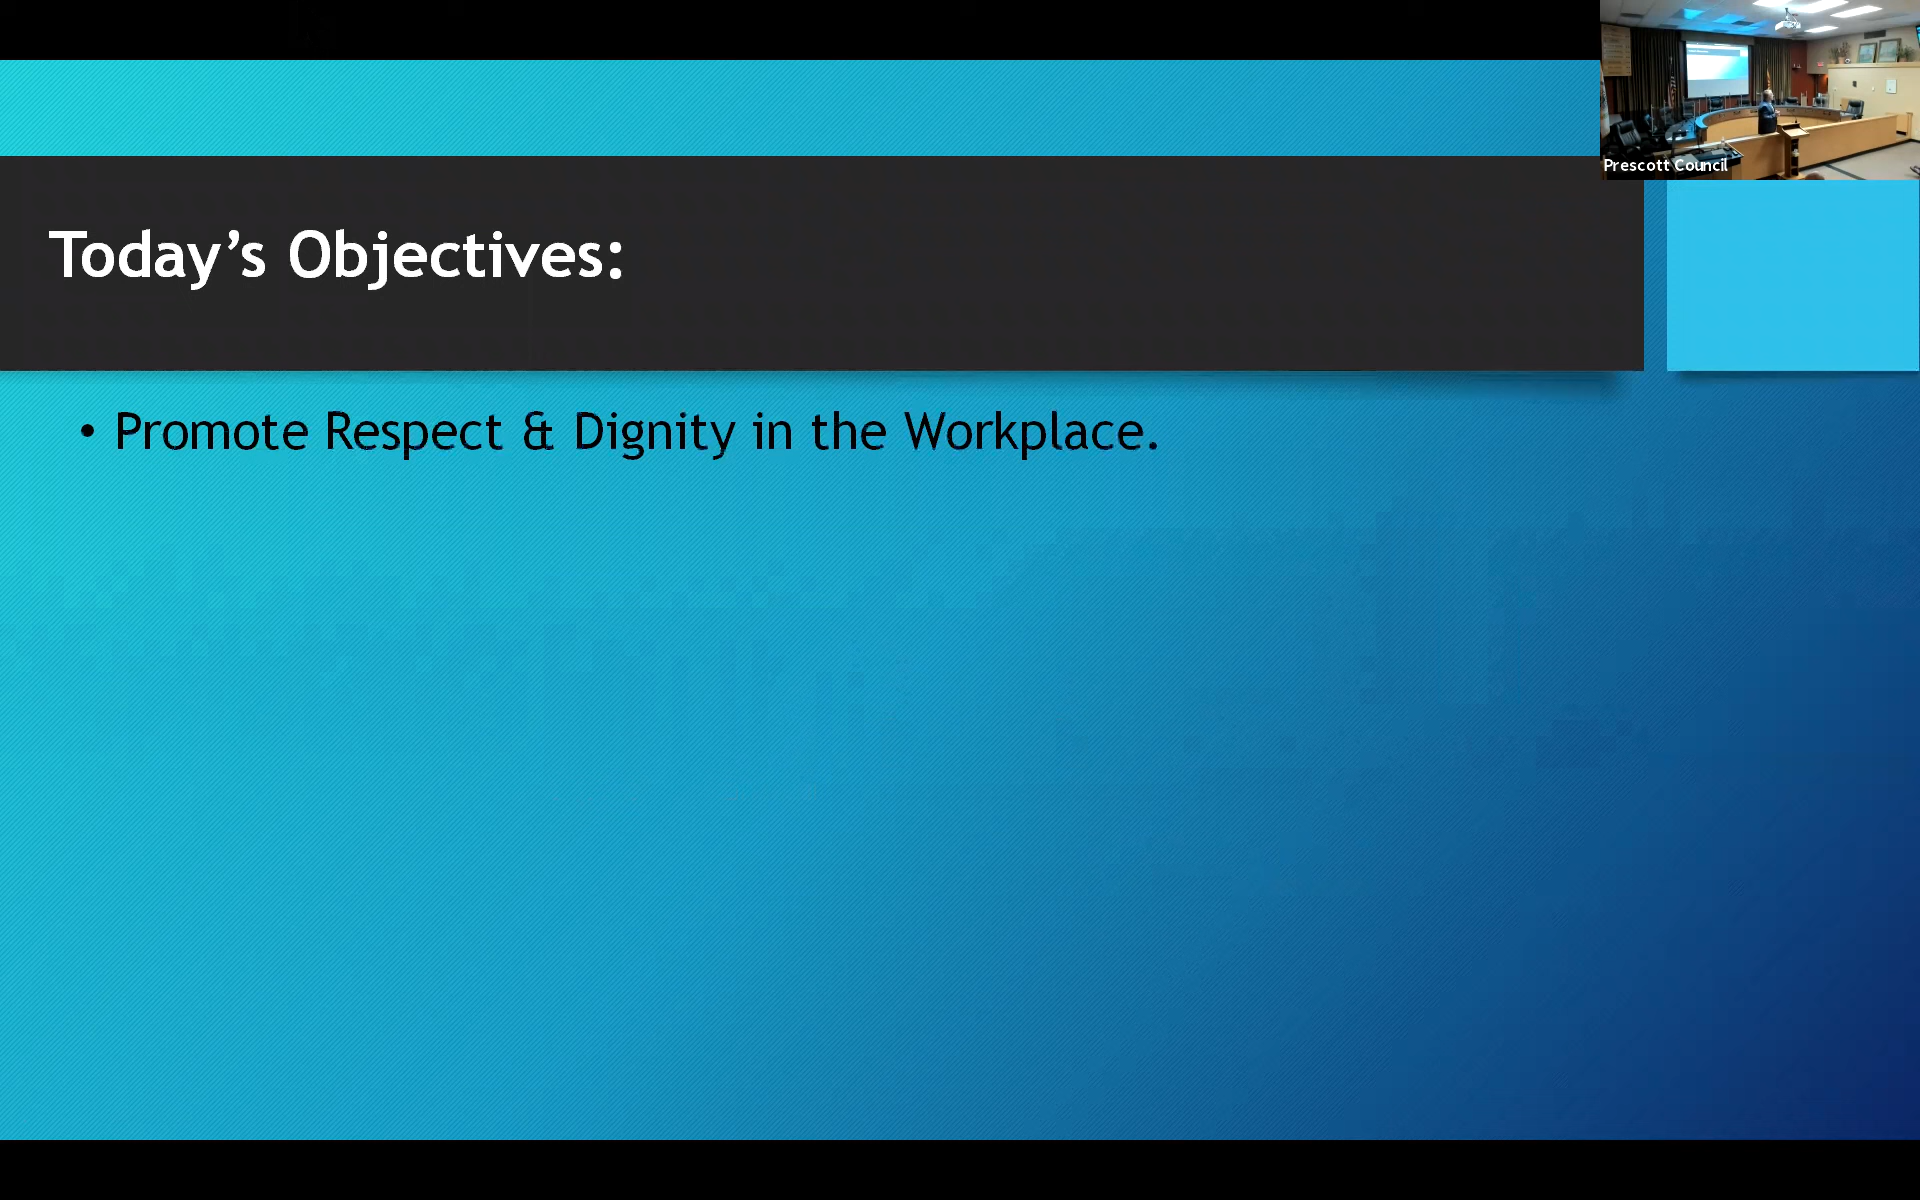 Prescott Council
Today's Objectives:
• Promote Respect & Dignity in the Workplace.